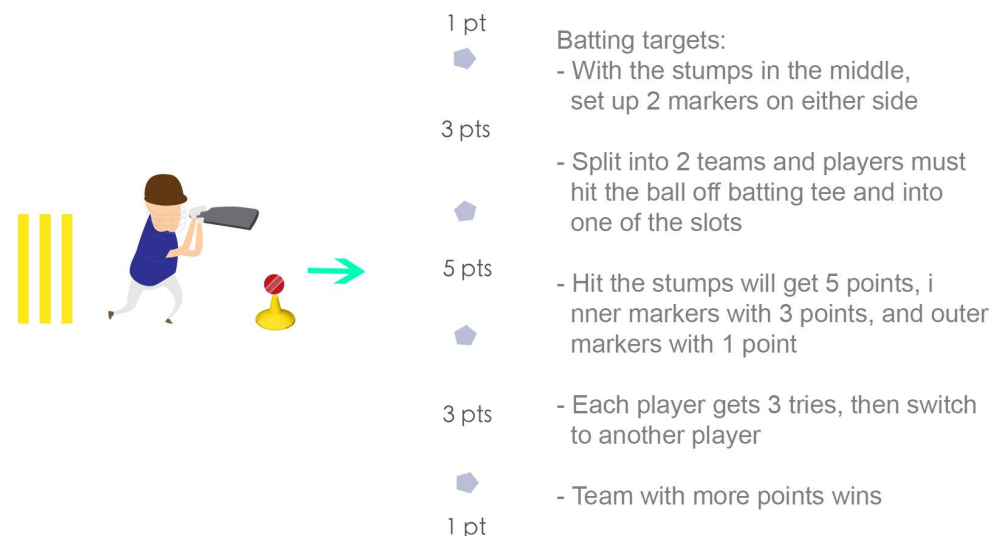 1 pt
3 pts
5 pts
3 pts
1 pt
Batting targets:
- With the stumps in the middle,
set up 2 markers on either side
- Split into 2 teams and players must
hit the ball off batting tee and into
one of the slots
- Hit the stumps will get 5 points, i
nner markers with 3 points, and outer
markers with 1 point
- Each player gets 3 tries, then switch
to another player
- Team with more points wins